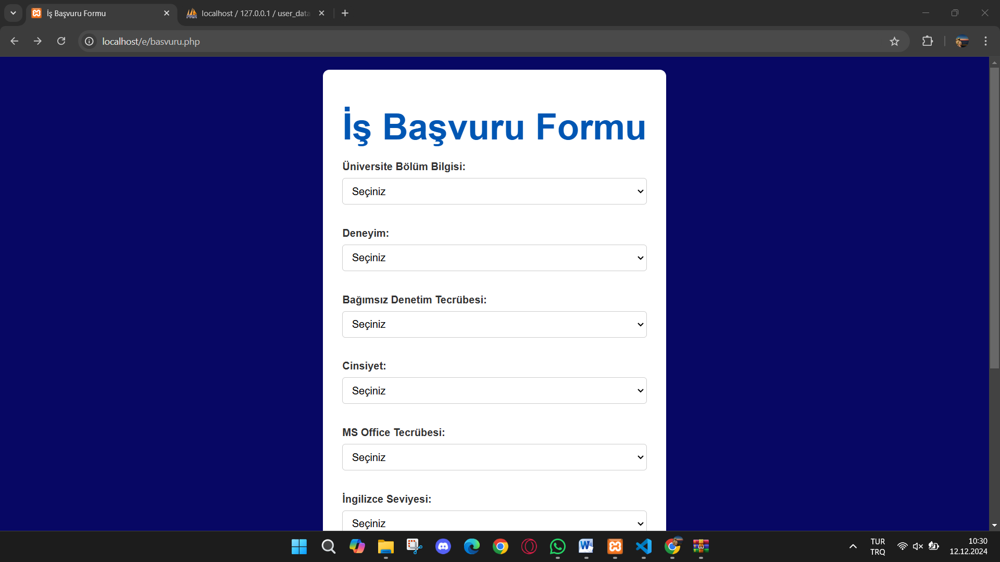 İş Başvuru Formu
localhost / 127.0.0.1 / user_data
localhost/e/basvuru.php
İş Başvuru Formu
Üniversite Bölüm Bilgisi:
Seçiniz
Deneyim:
Seçiniz
Bağımsız Denetim Tecrübesi:
Seçiniz
Cinsiyet:
Seçiniz
MS Office Tecrübesi:
Seçiniz
İngilizce Seviyesi:
Seçiniz
TUR
TRQ
10:30
12.12.2024